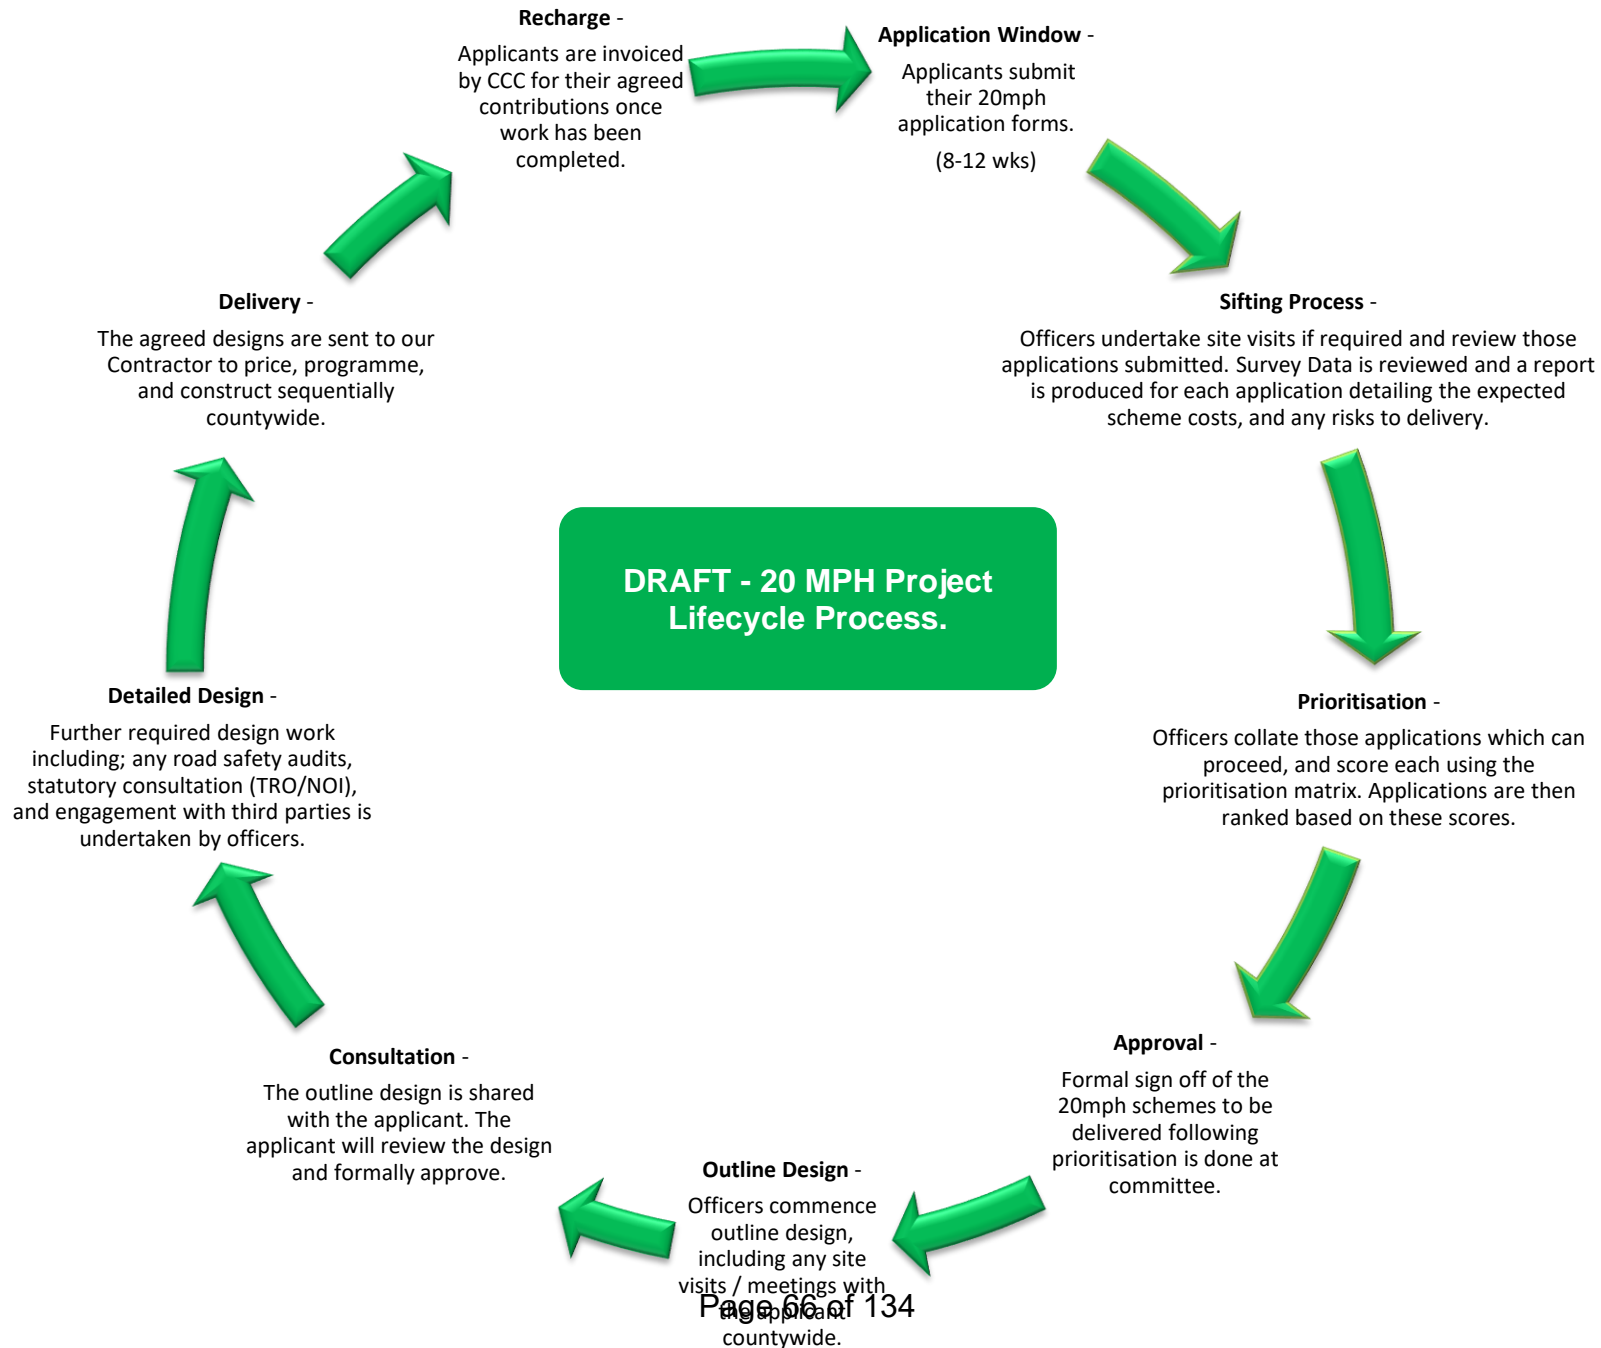 Recharge -
Applicants are invoiced
by CCC for their agreed
contributions once
work has been
completed.
Application Window -
Applicants submit
their 20mph
application forms.
(8-12 wks)
Sifting Process -
Officers undertake site visits if required and review those
applications submitted. Survey Data is reviewed and a report
is produced for each application detailing the expected
scheme costs, and any risks to delivery.
Prioritisation -
Officers collate those applications which can
proceed, and score each using the
prioritisation matrix. Applications are then
ranked based on these scores.
Approval -
Formal sign off of the
20mph schemes to be
delivered following
prioritisation is done at
committee.
Outline Design -
Officers commence
outline design,
including any site
visits / meetings with
the applicant
countywide.
Consultation -
The outline design is shared
with the applicant. The
applicant will review the design
and formally approve.
Detailed Design -
Further required design work
including; any road safety audits,
statutory consultation (TRO/NOI),
and engagement with third parties is
undertaken by officers.
Delivery -
The agreed designs are sent to our
Contractor to price, programme,
and construct sequentially
countywide.
DRAFT - 20 MPH Project
Lifecycle Process.
Page 66 of 134